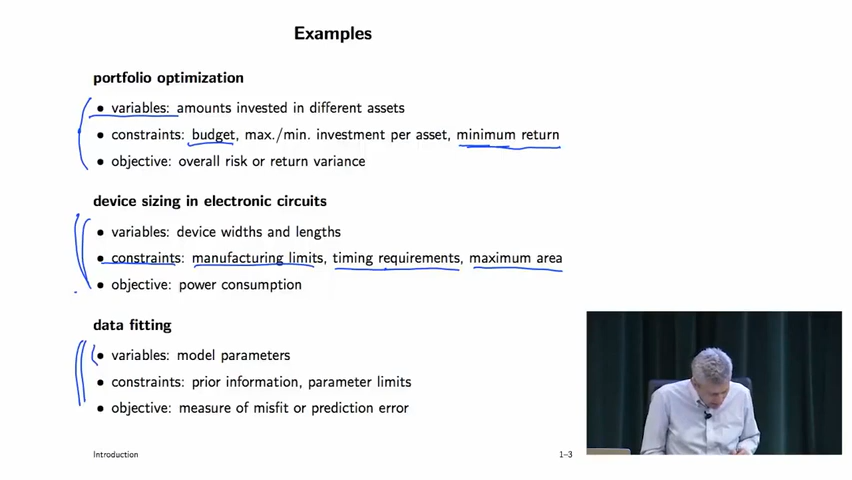 Examples
portfolio optimization
• variables: amounts invested in different assets
• constraints: budget, max./min. investment per asset, minimum return
• objective: overall risk or return variance
device sizing in electronic circuits
• variables: device widths and lengths
• constraints: manufacturing limits, timing requirements, maximum area
• objective: power consumption
data fitting
• variables: model parameters
• constraints: prior information, parameter limits
• objective: measure of misfit or prediction error
Introduction 1–3